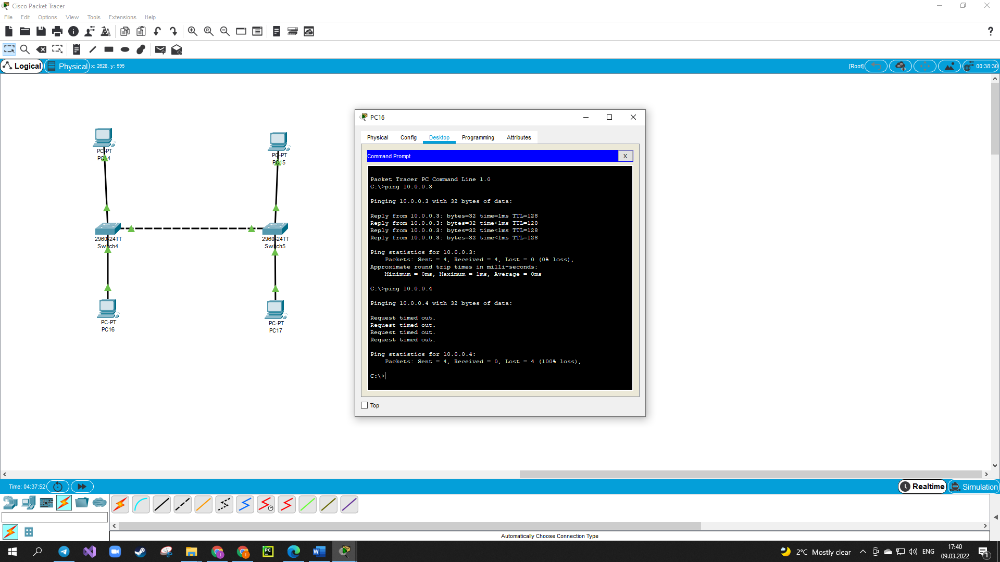 Cisco Packet Tracer
File Edit Options View Tools Extensions Help
Logical Physical x: 2628, y: 595 [Root] 00:38:30
PC-PT
PC14
PC-PT
PC15
2960-24TT
Switch4
2960-24TT
Switch5
PC-PT
PC16
PC-PT
PC17
PC16
Physical Config Desktop Programming Attributes
Command Prompt X
Packet Tracer PC Command Line 1.0
C:\>ping 10.0.0.3
Pinging 10.0.0.3 with 32 bytes of data:
Reply from 10.0.0.3: bytes=32 time=1ms TTL=128
Reply from 10.0.0.3: bytes=32 time<1ms TTL=128
Reply from 10.0.0.3: bytes=32 time<1ms TTL=128
Reply from 10.0.0.3: bytes=32 time<1ms TTL=128
Ping statistics for 10.0.0.3:
Packets: Sent = 4, Received = 4, Lost = 0 (0% loss),
Approximate round trip times in milli-seconds:
Minimum = 0ms, Maximum = 1ms, Average = 0ms
C:\>ping 10.0.0.4
Pinging 10.0.0.4 with 32 bytes of data:
Request timed out.
Request timed out.
Request timed out.
Request timed out.
Ping statistics for 10.0.0.4:
Packets: Sent = 4, Received = 0, Lost = 4 (100% loss),
C:\>
Top
Time: 04:37:52
Realtime Simulation
Automatically Choose Connection Type
2°C Mostly clear ENG
17:40
09.03.2022
1